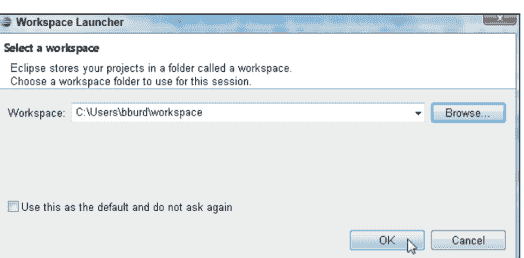 Workspace Launcher
Select a workspace
Eclipse stores your projects in a folder called a workspace.
Choose a workspace folder to use for this session.
Workspace: C:\Users\bburd\workspace Browse...
Use this as the default and do not ask again
OK Cancel